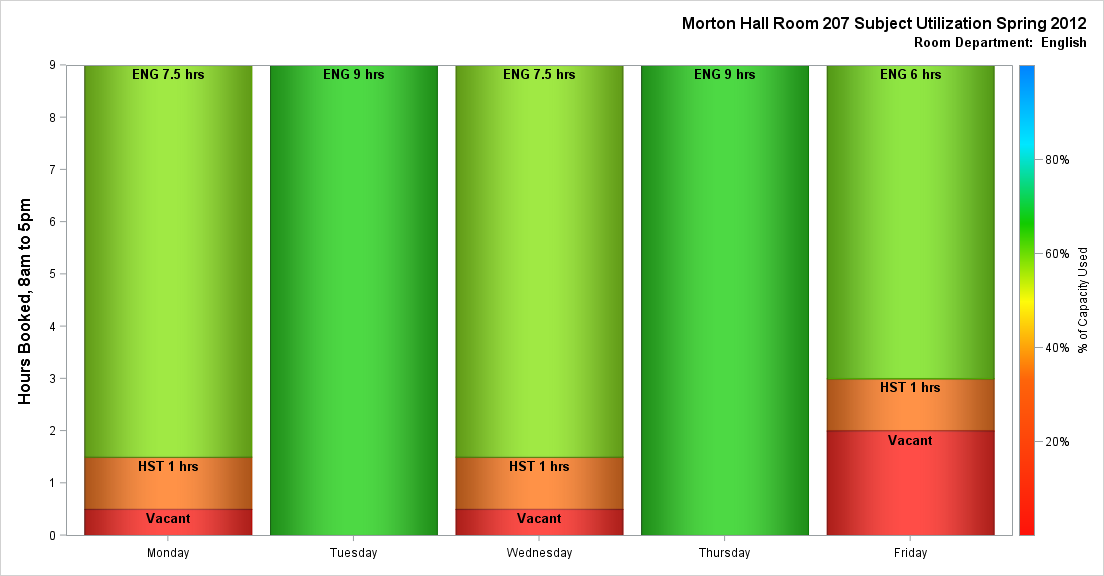 Morton Hall Room 207 Subject Utilization Spring 2012
Room Department:  English
Hours Booked, 8am to 5pm
9
8
7
6
5
4
3
2
1
0
ENG 7.5 hrs
HST 1 hrs
Vacant
ENG 9 hrs
ENG 7.5 hrs
HST 1 hrs
Vacant
ENG 9 hrs
ENG 6 hrs
HST 1 hrs
Vacant
Monday
Tuesday
Wednesday
Thursday
Friday
80%
60%
40%
20%
% of Capacity Used